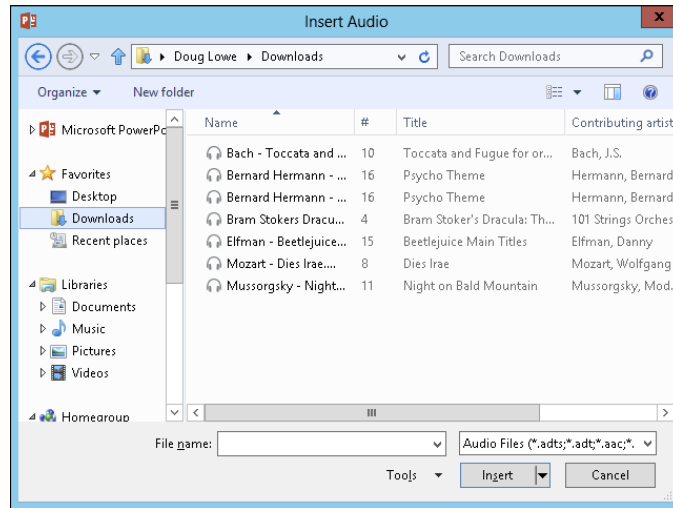 Insert Audio
Doug Lowe Downloads Search Downloads
Organize New folder
Microsoft PowerPo
Favorites
Desktop
Downloads
Recent places
Libraries
Documents
Music
Pictures
Videos
Homegroup
Name # Title Contributing artist
Bach - Toccata and ... 10 Toccata and Fugue for or... Bach, J.S.
Bernard Hermann - ... 16 Psycho Theme Hermann, Bernard
Bernard Hermann - ... 16 Psycho Theme Hermann, Bernard
Bram Stokers Dracu... 4 Bram Stoker's Dracula: Th... 101 Strings Orches
Elfman - Beetlejuice... 15 Beetlejuice Main Titles Elfman, Danny
Mozart - Dies Irae.... 8 Dies Irae Mozart, Wolfgang
Mussorgsky - Night... 11 Night on Bald Mountain Mussorgsky, Mod.
File name: Audio Files (*.adts;*.adt;*.aac;*.
Tools Insert Cancel